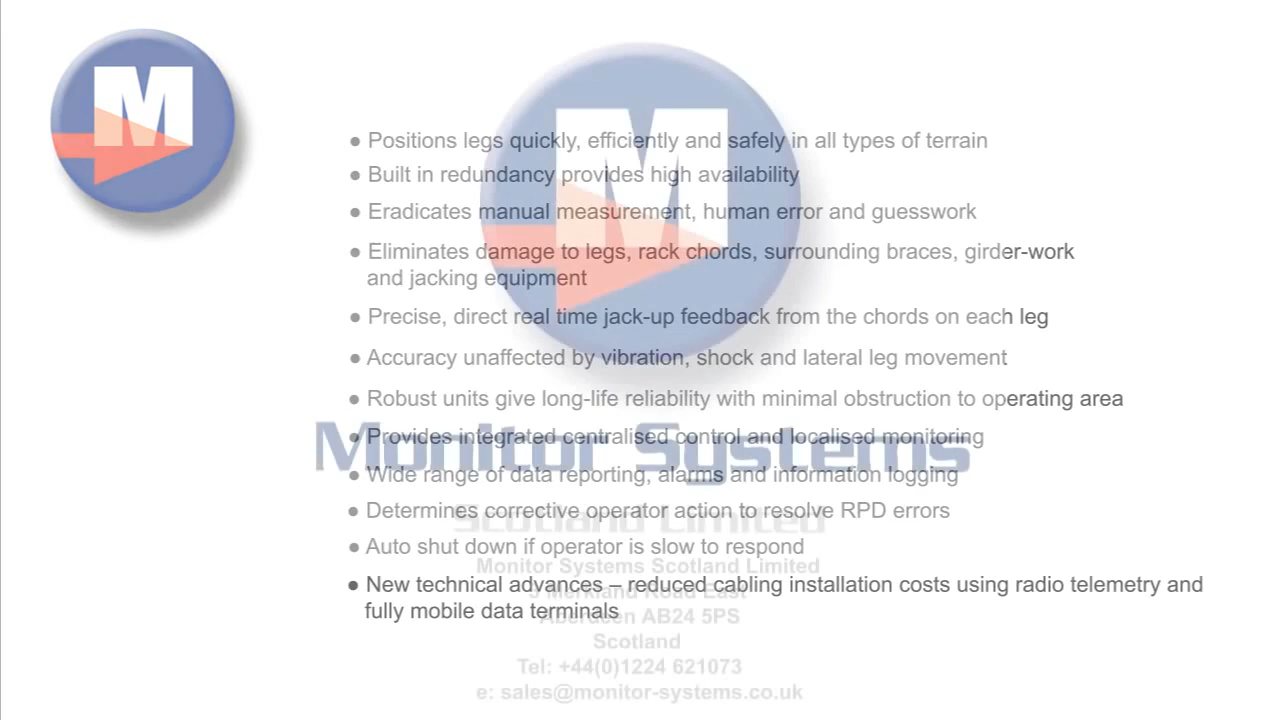 M
M
● Positions legs quickly, efficiently and safely in all types of terrain
● Built in redundancy provides high availability
● Eradicates manual measurement, human error and guesswork
● Eliminates damage to legs, rack chords, surrounding braces, girder-work
and jacking equipment
● Precise, direct real time jack-up feedback from the chords on each leg
● Accuracy unaffected by vibration, shock and lateral leg movement
● Robust units give long-life reliability with minimal obstruction to operating area
● Provides integrated centralised control and localised monitoring
Monitor Systems
● Wide range of data reporting, alarms and information logging
● Determines corrective operator action to resolve RPD errors
Scotland Limited
● Auto shut down if operator is slow to respond
Monitor Systems Scotland Limited
● New technical advances – reduced cabling installation costs using radio telemetry and
3 Merkland Road East
fully mobile data terminals
Aberdeen AB24 5PS
Scotland
Tel: +44(0)1224 621073
e: sales@monitor-systems.co.uk